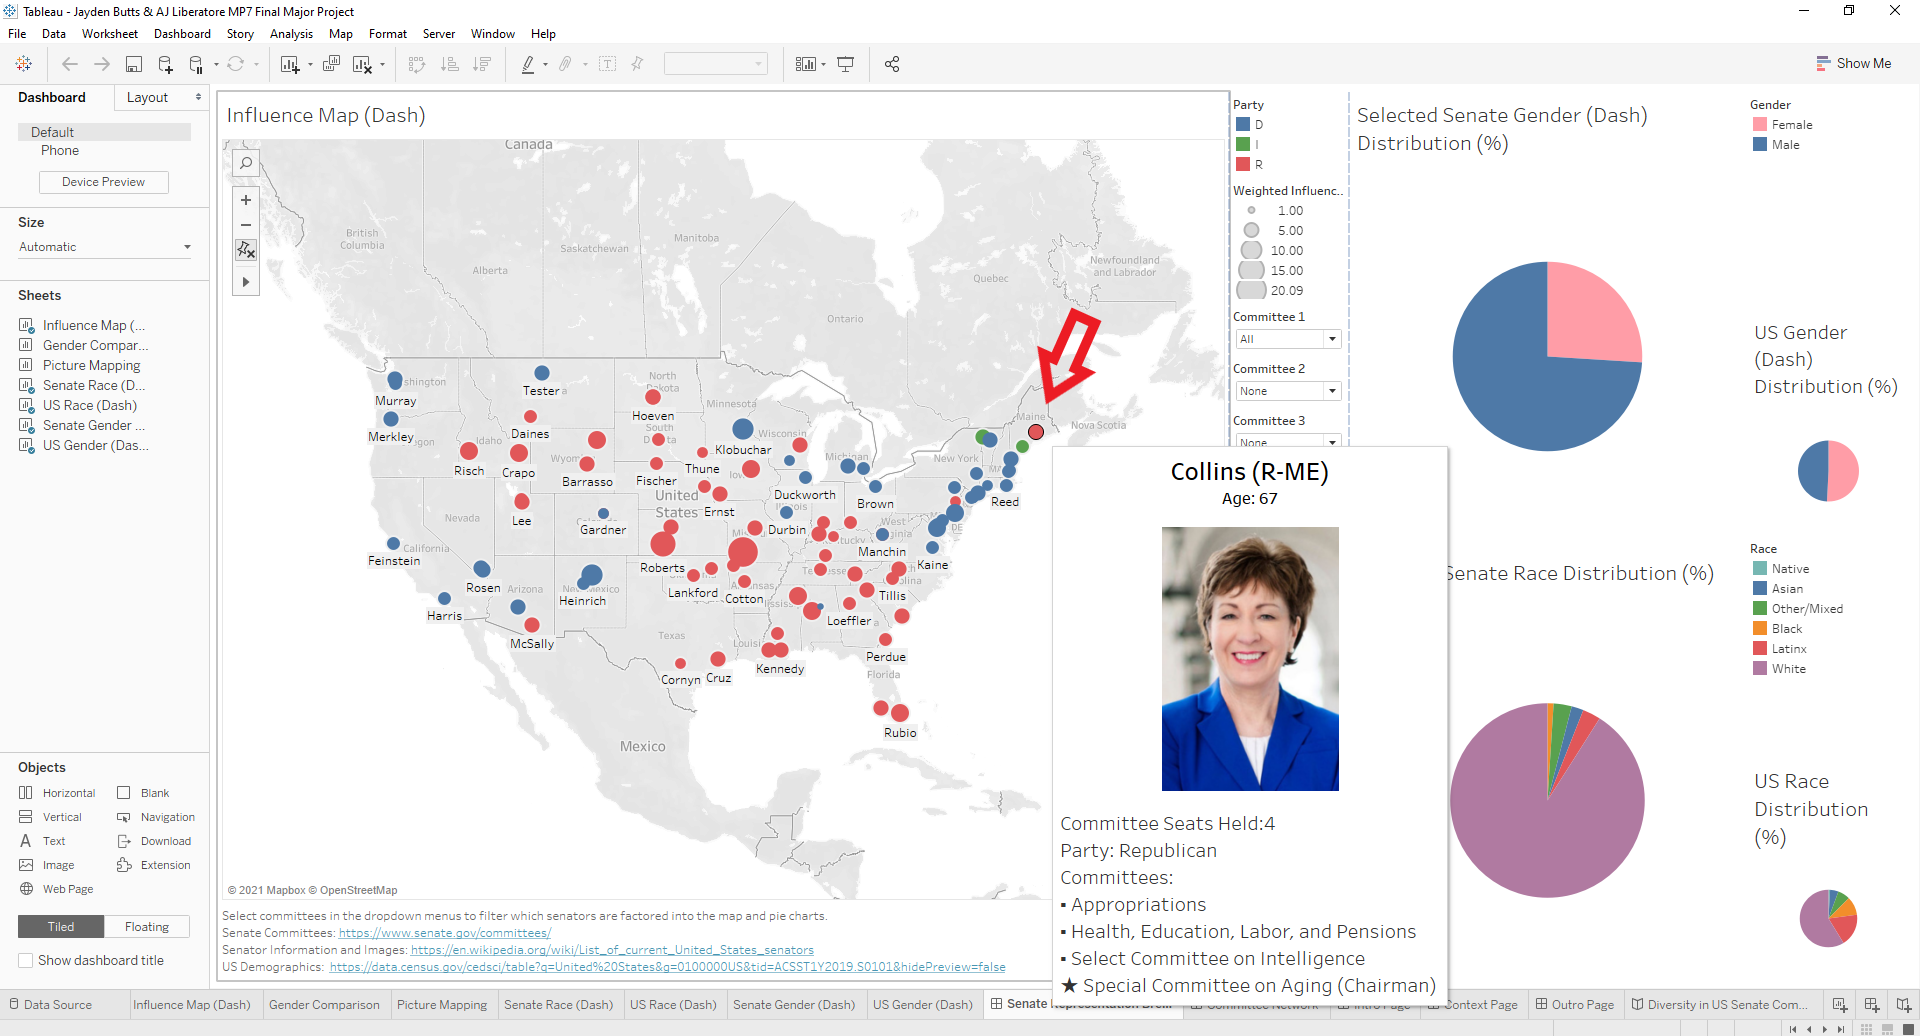 Tableau - Jayden Butts & AJ Liberatore MP7 Final Major Project
File Data Worksheet Dashboard Story Analysis Map Format Server Window Help
Show Me
Dashboard Layout
Default
Phone
Device Preview
Size
Automatic
Sheets
Influence Map (...
Gender Compar...
Picture Mapping
Senate Race (D...
US Race (Dash)
Senate Gender ...
US Gender (Das...
Objects
Horizontal Blank
Vertical Navigation
Text Download
Image Extension
Web Page
Tiled Floating
Show dashboard title
Influence Map (Dash)
Canada
British
Columbia
Alberta
Saskatchewan
Manitoba
Ontario
Quebec
Newfoundland
and Labrador
Maine
Nova Scotia
North
Dakota
Minnesota
shington
Tester
Murray
Hoeven
South
Merkley
Daines
Idaho
Klobuchar
Wisconsin
Michigan
New York
Risch
Crapo
Barrasso
Fischer
Thune
Duckworth
Brown
Reed
United
States
Ernst
Lee
Nevada
Gardner
Durbin
West
Virginia
DE
Manchin
Feinstein
California
Roberts
Kaine
Rosen
Arizona
Heinrich
Lankford
Cotton
Tillis
Harris
McSally
Texas
Loeffler
Perdue
Kennedy
Cornyn
Cruz
Florida
Rubio
Mexico
© 2021 Mapbox © OpenStreetMap
Select committees in the dropdown menus to filter which senators are factored into the map and pie charts.
Senate Committees: https://www.senate.gov/committees/
Senator Information and Images: https://en.wikipedia.org/wiki/List_of_current_United_States_senators
US Demographics: https://data.census.gov/cedsci/table?q=United%20States&g=0100000US&tid=ACSST1Y2019.S0101&hidePreview=false
Party
D
I
R
Weighted Influenc..
1.00
5.00
10.00
15.00
20.09
Committee 1
All
Committee 2
None
Committee 3
None
Collins (R-ME)
Age: 67
Committee Seats Held:4
Party: Republican
Committees:
▪ Appropriations
▪ Health, Education, Labor, and Pensions
▪ Select Committee on Intelligence
★ Special Committee on Aging (Chairman)
Selected Senate Gender (Dash)
Distribution (%)
Gender
Female
Male
US Gender
(Dash)
Distribution (%)
Senate Race Distribution (%)
Race
Native
Asian
Other/Mixed
Black
Latinx
White
US Race
Distribution
(%)
Data Source Influence Map (Dash) Gender Comparison Picture Mapping Senate Race (Dash) US Race (Dash) Senate Gender (Dash) US Gender (Dash) Senate Context Page Outro Page Diversity in US Senate Com...